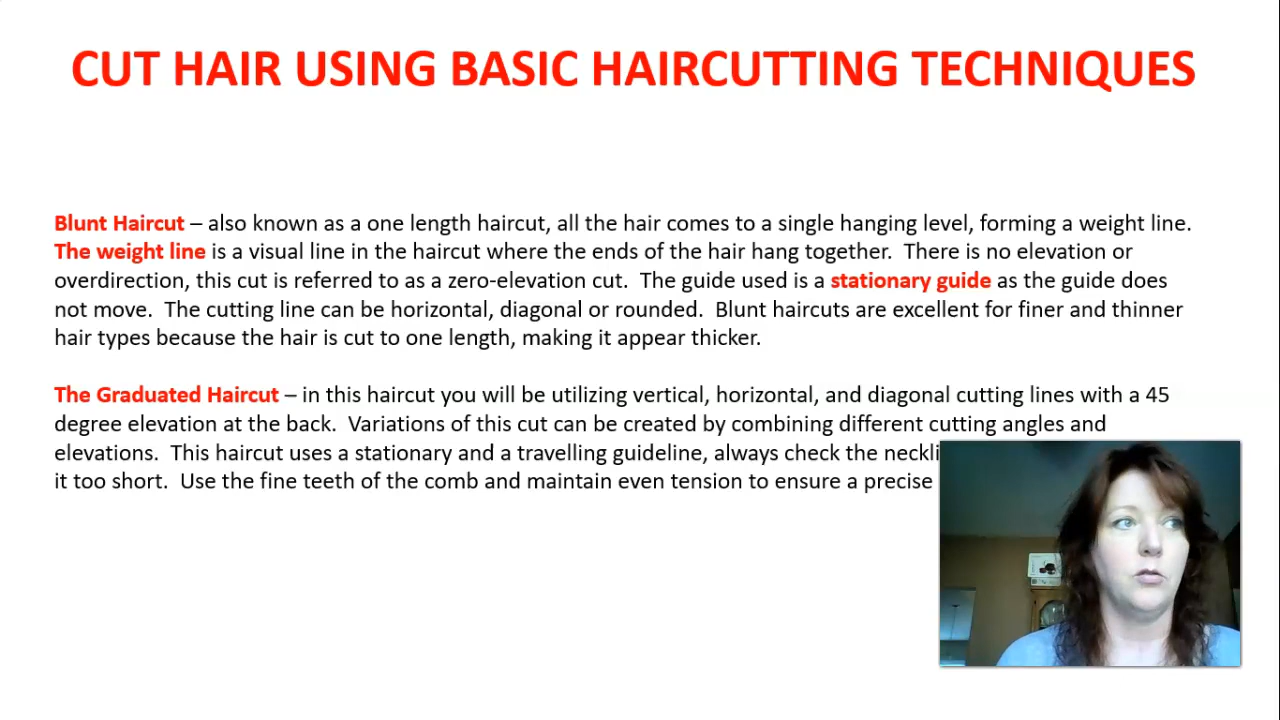 CUT HAIR USING BASIC HAIRCUTTING TECHNIQUES
Blunt Haircut – also known as a one length haircut, all the hair comes to a single hanging level, forming a weight line.
The weight line is a visual line in the haircut where the ends of the hair hang together. There is no elevation or
overdirection, this cut is referred to as a zero-elevation cut. The guide used is a stationary guide as the guide does
not move. The cutting line can be horizontal, diagonal or rounded. Blunt haircuts are excellent for finer and thinner
hair types because the hair is cut to one length, making it appear thicker.
The Graduated Haircut – in this haircut you will be utilizing vertical, horizontal, and diagonal cutting lines with a 45
degree elevation at the back. Variations of this cut can be created by combining different cutting angles and
elevations. This haircut uses a stationary and a travelling guideline, always check the neckli
it too short. Use the fine teeth of the comb and maintain even tension to ensure a precise